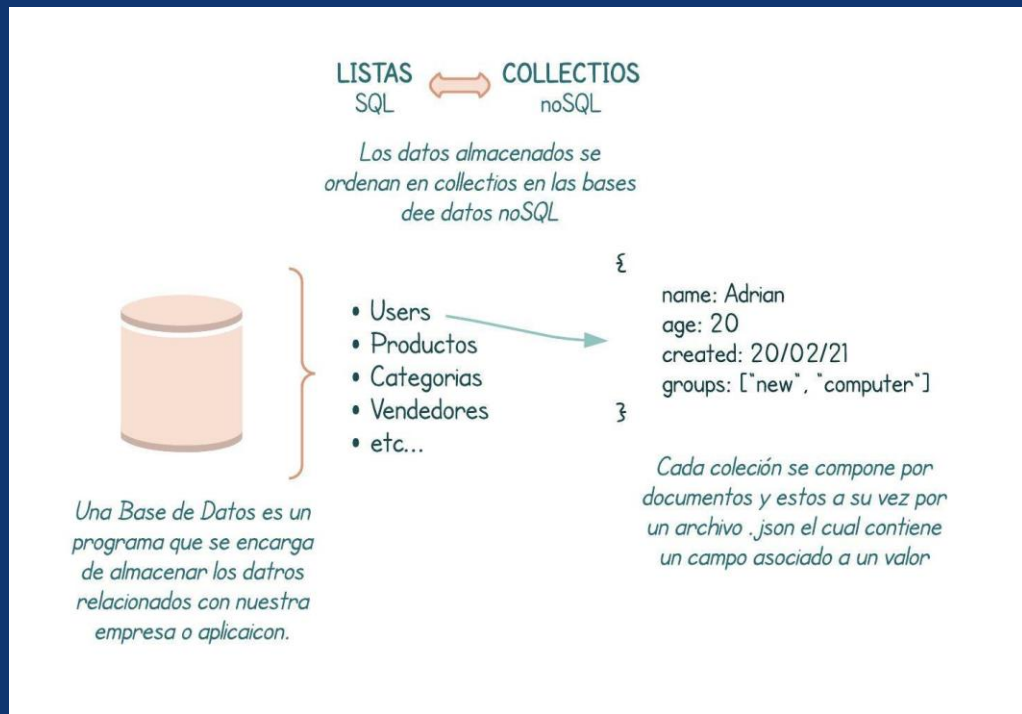 LISTAS COLLECTIOS
SQL noSQL
Los datos almacenados se
ordenan en collectios en las bases
dee datos noSQL
• Users
• Productos
• Categorias
• Vendedores
• etc...
{
name: Adrian
age: 20
created: 20/02/21
groups: ["new", "computer"]
}
Una Base de Datos es un
programa que se encarga
de almacenar los datros
relacionados con nuestra
empresa o aplicaicon.
Cada coleción se compone por
documentos y estos a su vez por
un archivo .json el cual contiene
un campo asociado a un valor